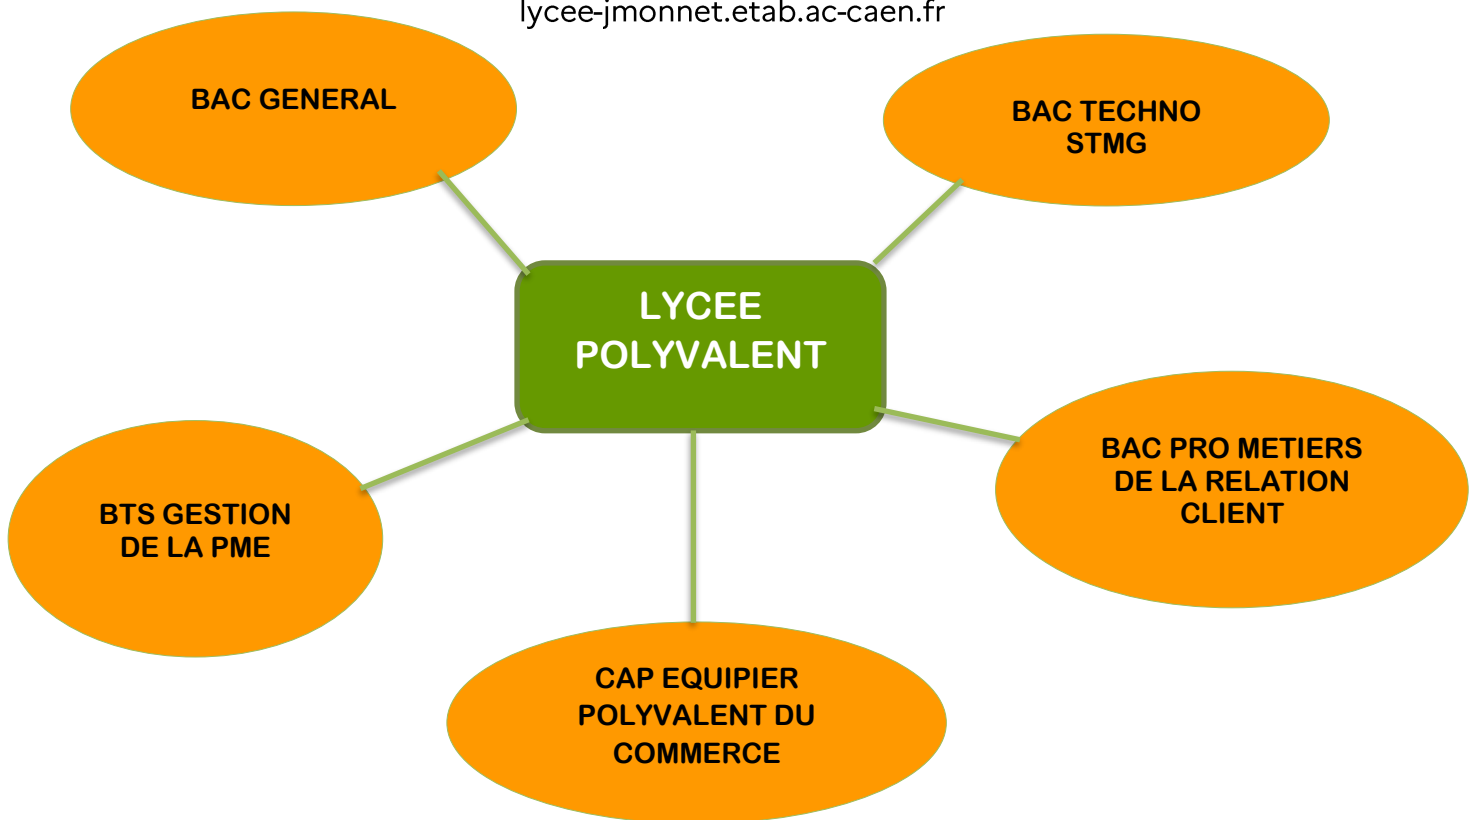 lycee-jmonnet.etab.ac-caen.fr
BAC GENERAL
BAC TECHNO
STMG
LYCEE
POLYVALENT
BAC PRO METIERS
DE LA RELATION
CLIENT
BTS GESTION
DE LA PME
CAP EQUIPIER
POLYVALENT DU
COMMERCE